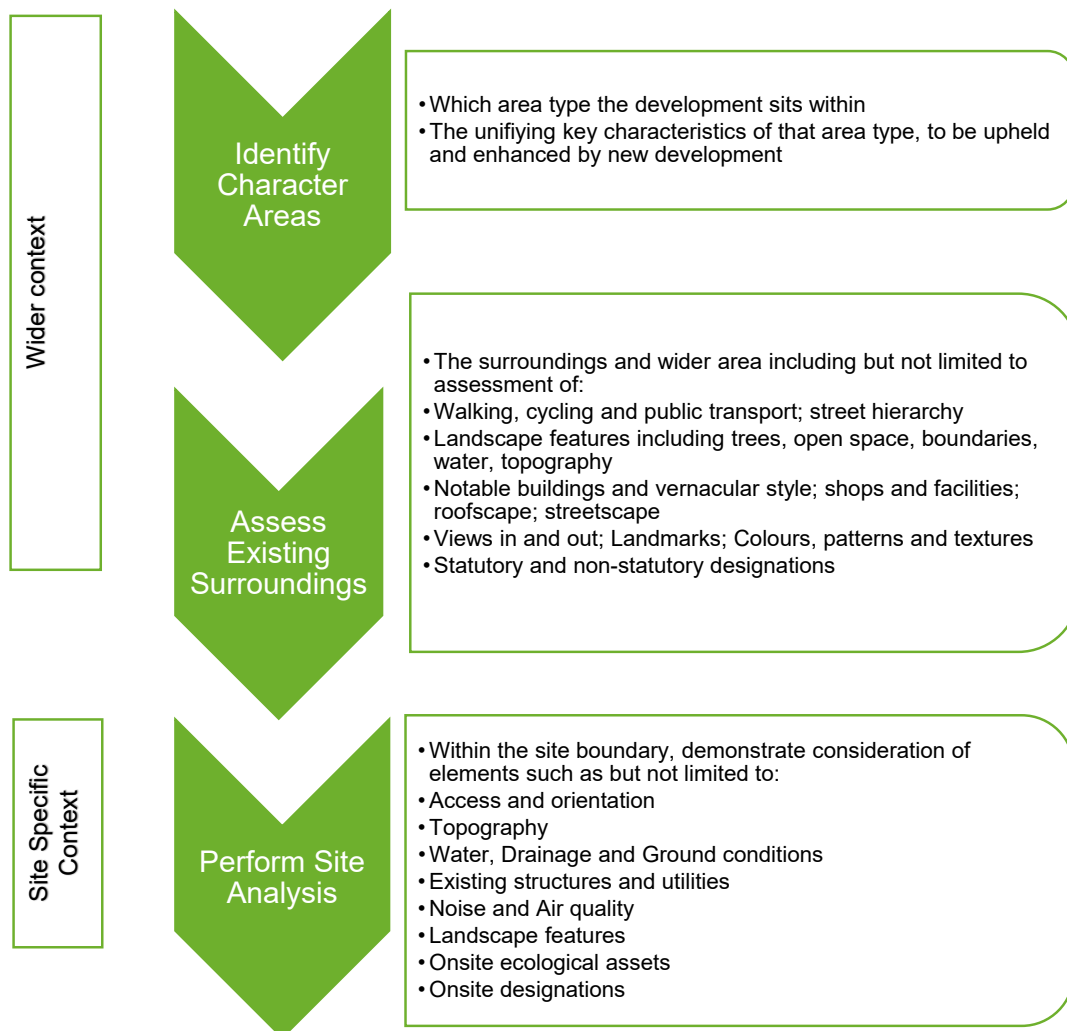 Wider context
Identify
Character
Areas
•Which area type the development sits within
•The unifiying key characteristics of that area type, to be upheld
and enhanced by new development
Assess
Existing
Surroundings
•The surroundings and wider area including but not limited to
assessment of:
•Walking, cycling and public transport; street hierarchy
•Landscape features including trees, open space, boundaries,
water, topography
•Notable buildings and vernacular style; shops and facilities;
roofscape; streetscape
•Views in and out; Landmarks; Colours, patterns and textures
•Statutory and non-statutory designations
Site Specific
Context
Perform Site
Analysis
•Within the site boundary, demonstrate consideration of
elements such as but not limited to:
•Access and orientation
•Topography
•Water, Drainage and Ground conditions
•Existing structures and utilities
•Noise and Air quality
•Landscape features
•Onsite ecological assets
•Onsite designations